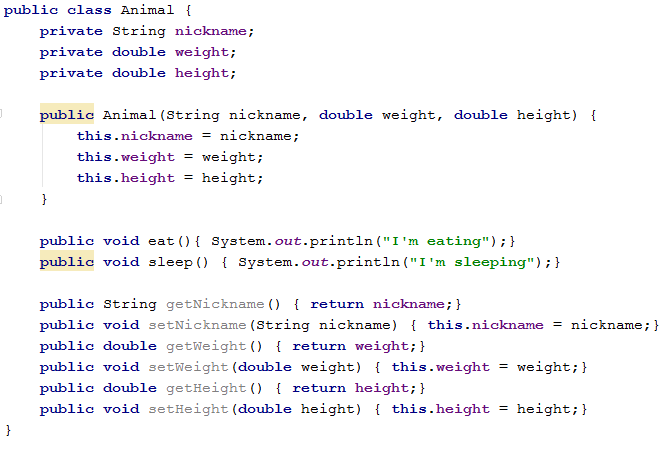 public class Animal {
    private String nickname;
    private double weight;
    private double height;

    public Animal(String nickname, double weight, double height) {
        this.nickname = nickname;
        this.weight = weight;
        this.height = height;
    }

    public void eat(){ System.out.println("I'm eating");}
    public void sleep() { System.out.println("I'm sleeping");}

    public String getNickname() { return nickname;}
    public void setNickname(String nickname) { this.nickname = nickname;}
    public double getWeight() { return weight;}
    public void setWeight(double weight) { this.weight = weight;}
    public double getHeight() { return height;}
    public void setHeight(double height) { this.height = height;}
}